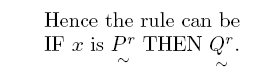 Hence the rule can be
IF x is P̰ʳ THEN Q̰ʳ.